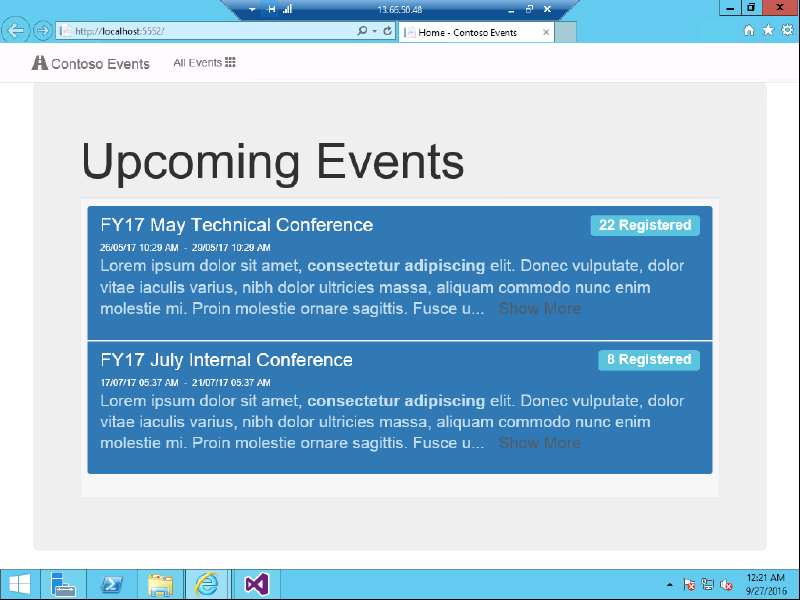 13.66.50.48
http://localhost:5552/
Home - Contoso Events
Contoso Events
All Events
Upcoming Events
FY17 May Technical Conference
22 Registered
26/05/17 10:29 AM - 29/05/17 10:29 AM
Lorem ipsum dolor sit amet, consectetur adipiscing elit. Donec vulputate, dolor
vitae iaculis varius, nibh dolor ultricies massa, aliquam commodo nunc enim
molestie mi. Proin molestie ornare sagittis. Fusce u... Show More
FY17 July Internal Conference
8 Registered
17/07/17 05:37 AM - 21/07/17 05:37 AM
Lorem ipsum dolor sit amet, consectetur adipiscing elit. Donec vulputate, dolor
vitae iaculis varius, nibh dolor ultricies massa, aliquam commodo nunc enim
molestie mi. Proin molestie ornare sagittis. Fusce u... Show More
12:21 AM
9/27/2016